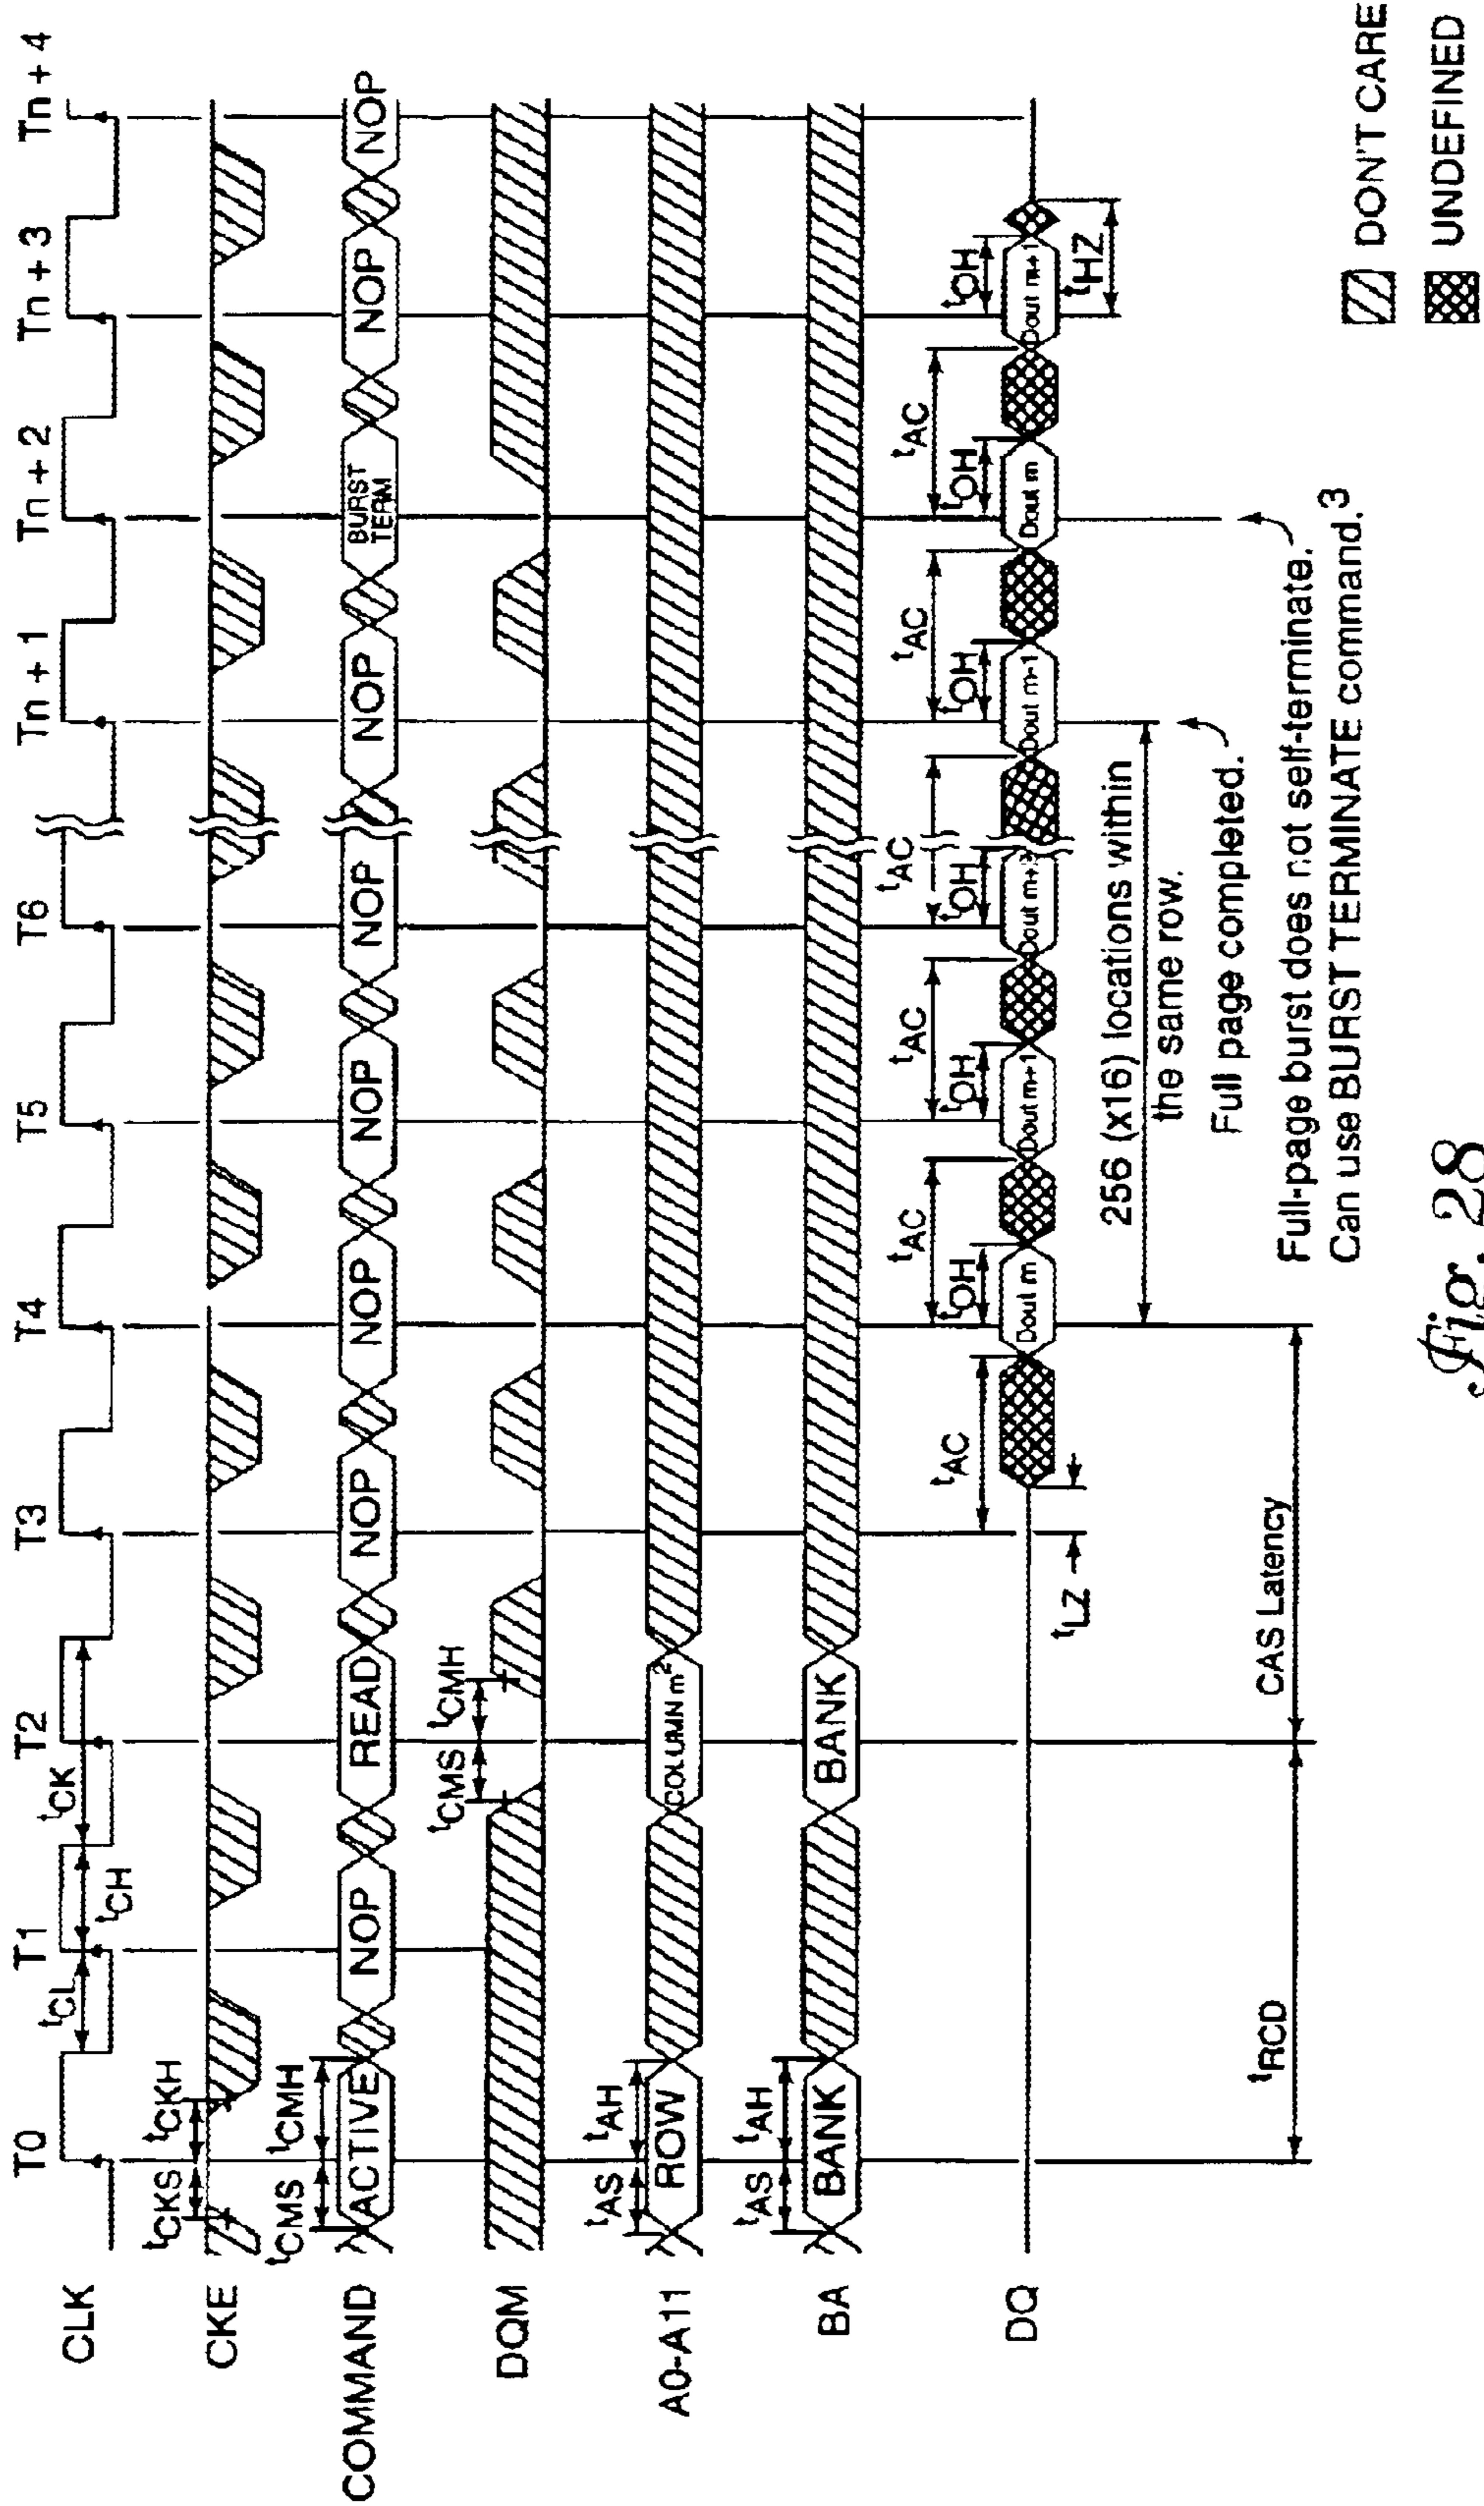 T0 T1 T2 T3 T4 T5 T6 Tn + 1 Tn + 2 Tn + 3 Tn + 4
CLK tCL tCH tCK
CKE tCKS tCKH
tCMS tCMH
COMMAND ACTIVE NOP READ NOP NOP NOP NOP NOP BURST TERM NOP NOP
DQM tCMS tCMH
tAS tAH
A0-A11 ROW COLUMN m2
tAS tAH
BA BANK BANK
tAC tAC tAC tAC tAC tAC
tOH tOH tOH tOH tOH tOH
DQ Dout m Dout m+1 Dout m-1 Dout m Dout m+1
tLZ tHZ
256 (x16) locations within
the same row.
Full page completed.
tRCD CAS Latency
Full-page burst does not self-terminate.
Can use BURST TERMINATE command.3
DON'T CARE
UNDEFINED
Fig. 28